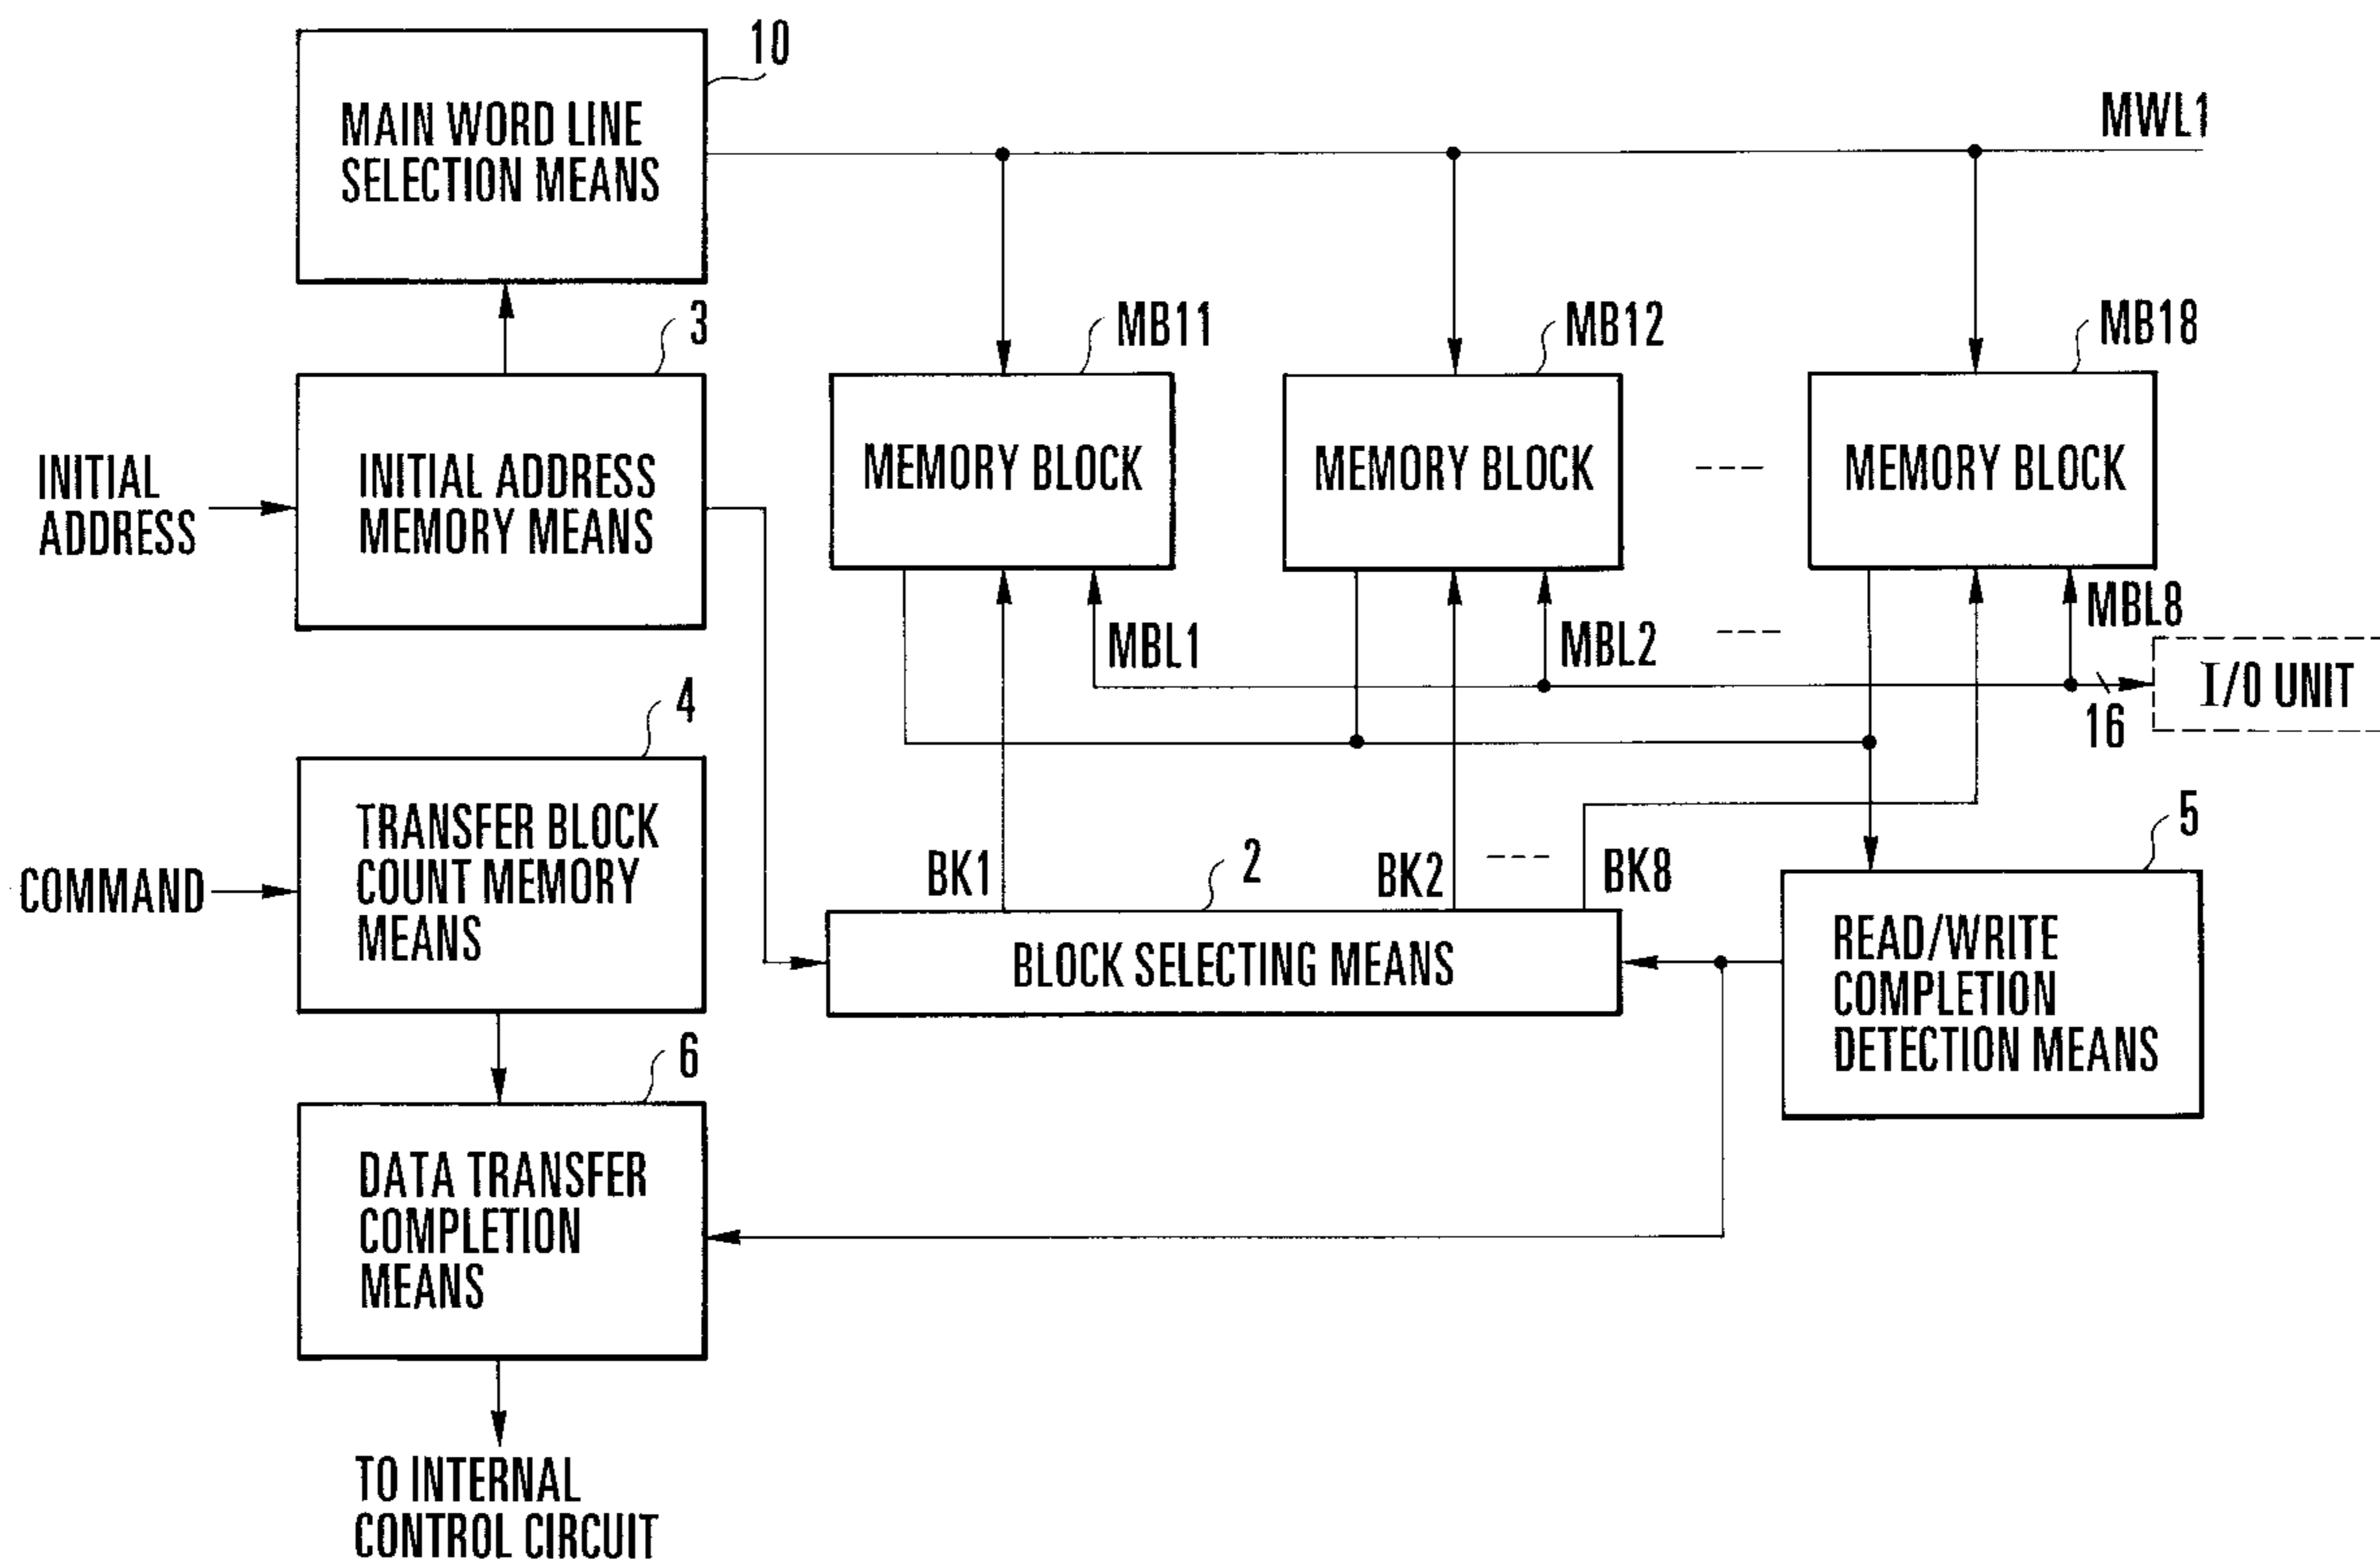 10
MAIN WORD LINE
SELECTION MEANS
MWL1
3
MB11
MB12
MB18
INITIAL
ADDRESS
INITIAL ADDRESS
MEMORY MEANS
MEMORY BLOCK
MEMORY BLOCK
MEMORY BLOCK
MBL1
MBL2
MBL8
I/O UNIT
16
4
TRANSFER BLOCK
COUNT MEMORY
MEANS
COMMAND
BK1
2
BK2
BK8
5
BLOCK SELECTING MEANS
READ/WRITE
COMPLETION
DETECTION MEANS
6
DATA TRANSFER
COMPLETION
MEANS
TO INTERNAL
CONTROL CIRCUIT